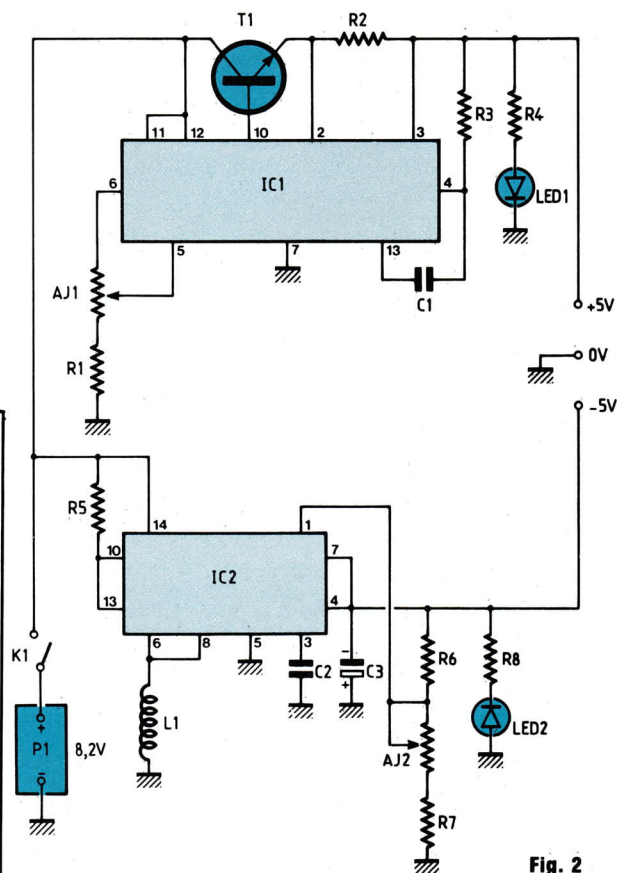 T1
R2
11
12
10
2
3
R3
R4
6
IC1
4
LED1
5
7
13
AJ1
C1
+5V
R1
0V
-5V
R5
14
1
10
IC2
7
13
4
K1
6
8
5
3
C2
-
C3
+
R6
R8
L1
+
P1
-
8,2V
LED2
AJ2
R7
Fig. 2